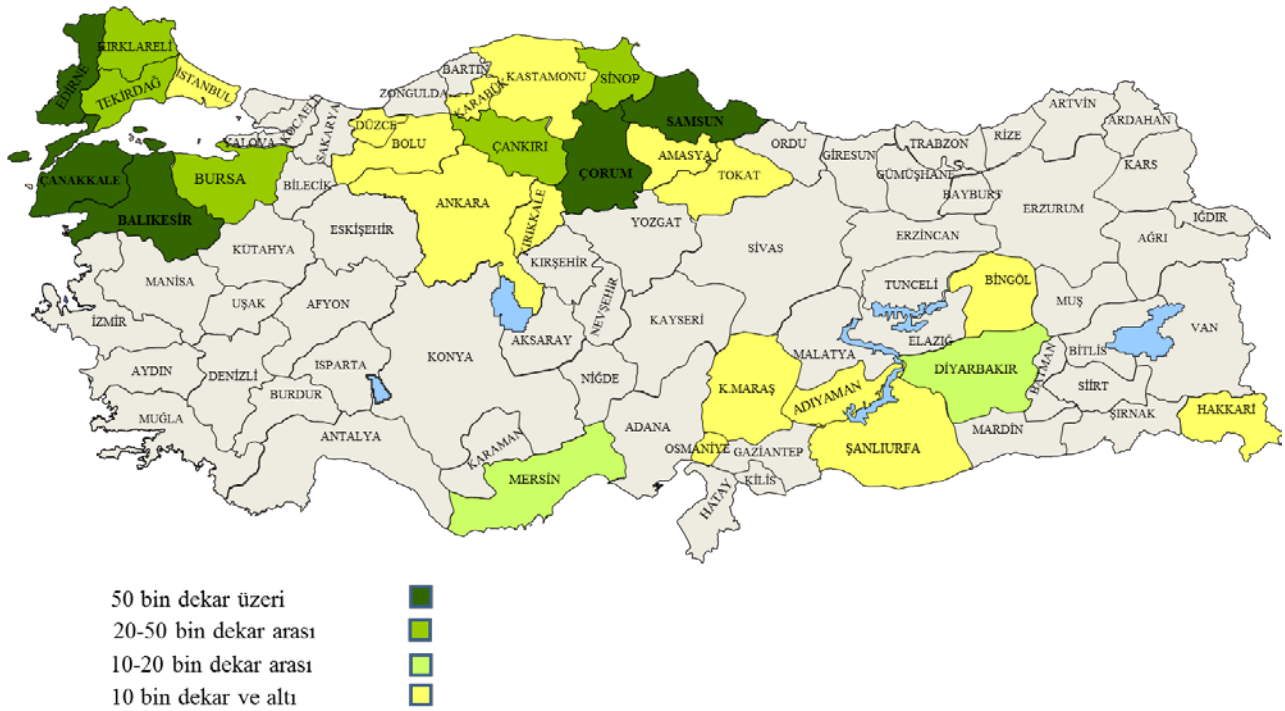 KIRKLARELİ
EDİRNE
TEKİRDAĞ
İSTANBUL
KOCAELİ
YALOVA
SAKARYA
DÜZCE
BOLU
ZONGULDA
BARTIN
KARABÜK
KASTAMONU
SİNOP
SAMSUN
ÇANKIRI
ÇORUM
AMASYA
TOKAT
ORDU
GİRESUN
TRABZON
GÜMÜŞHANE
RİZE
ARTVİN
ARDAHAN
KARS
BAYBURT
ERZURUM
IĞDIR
AĞRI
ÇANAKKALE
BALIKESİR
BURSA
BİLECİK
ESKİŞEHİR
ANKARA
KIRIKKALE
YOZGAT
SİVAS
ERZİNCAN
KÜTAHYA
MANİSA
UŞAK
AFYON
KIRŞEHİR
NEVŞEHİR
KAYSERİ
TUNCELİ
BİNGÖL
MUŞ
VAN
İZMİR
AYDIN
DENİZLİ
ISPARTA
BURDUR
KONYA
AKSARAY
NİĞDE
MALATYA
ELAZIĞ
DİYARBAKIR
BATMAN
BİTLİS
SİİRT
ŞIRNAK
HAKKARİ
MUĞLA
ANTALYA
KARAMAN
MERSİN
ADANA
K.MARAŞ
OSMANİYE
ADIYAMAN
GAZİANTEP
KİLİS
HATAY
ŞANLIURFA
MARDİN
50 bin dekar üzeri
20-50 bin dekar arası
10-20 bin dekar arası
10 bin dekar ve altı